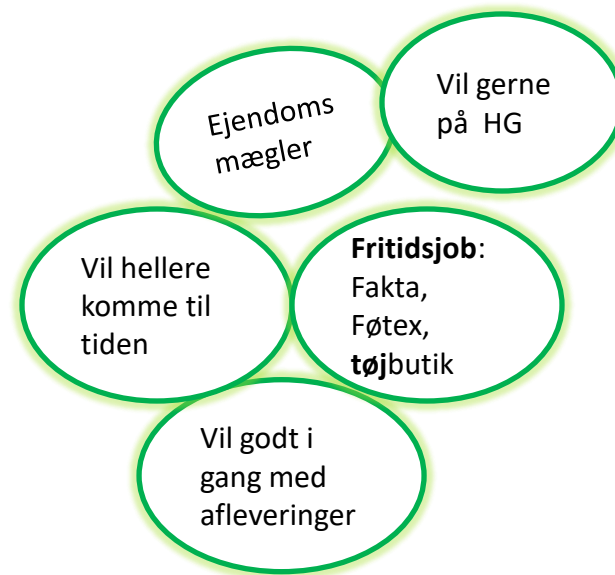 Ejendoms
mægler
Vil gerne
på HG
Vil hellere
komme til
tiden
Fritidsjob:
Fakta,
Føtex,
tøjbutik
Vil godt i
gang med
afleveringer